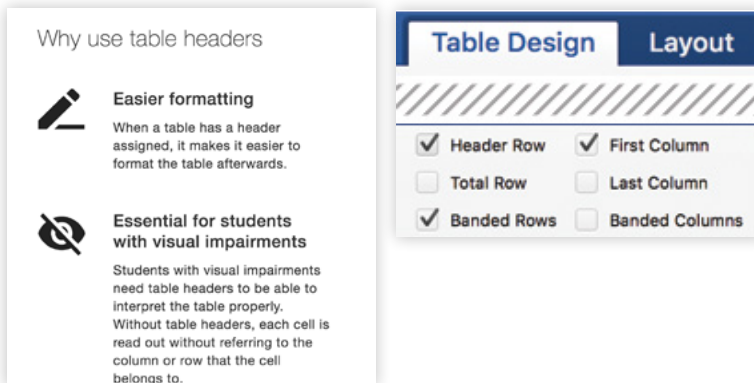 Why use table headers
Easier formatting
When a table has a header
assigned, it makes it easier to
format the table afterwards.
Essential for students
with visual impairments
Students with visual impairments
need table headers to be able to
interpret the table properly.
Without table headers, each cell is
read out without referring to the
column or row that the cell
belongs to.
Table Design Layout
Header Row First Column
Total Row Last Column
Banded Rows Banded Columns